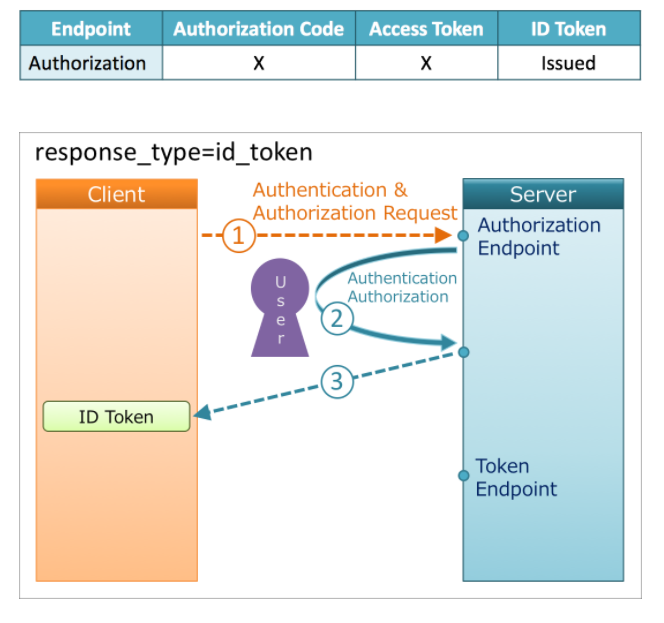 Endpoint Authorization Code Access Token ID Token
Authorization X X Issued
response_type=id_token
Client
Authentication &
Authorization Request
Server
1
Authorization
Endpoint
User
Authentication
Authorization
2
3
ID Token
Token
Endpoint